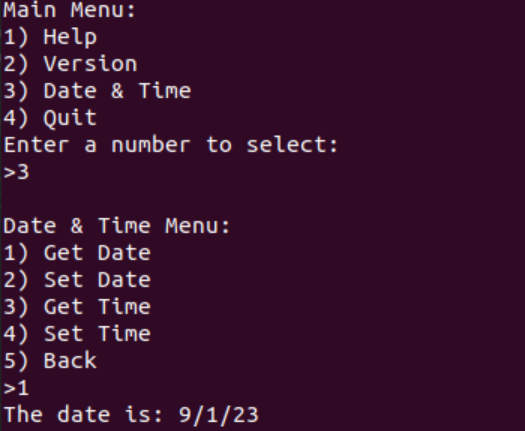 Main Menu:
1) Help
2) Version
3) Date & Time
4) Quit
Enter a number to select:
>3

Date & Time Menu:
1) Get Date
2) Set Date
3) Get Time
4) Set Time
5) Back
>1
The date is: 9/1/23